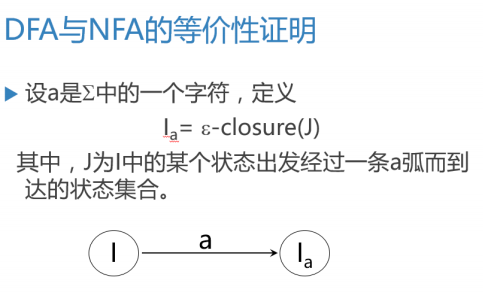 DFA与NFA的等价性证明
设a是Σ中的一个字符，定义
Iₐ= ε-closure(J)
其中，J为I中的某个状态出发经过一条a弧而到
达的状态集合。
I a Iₐ